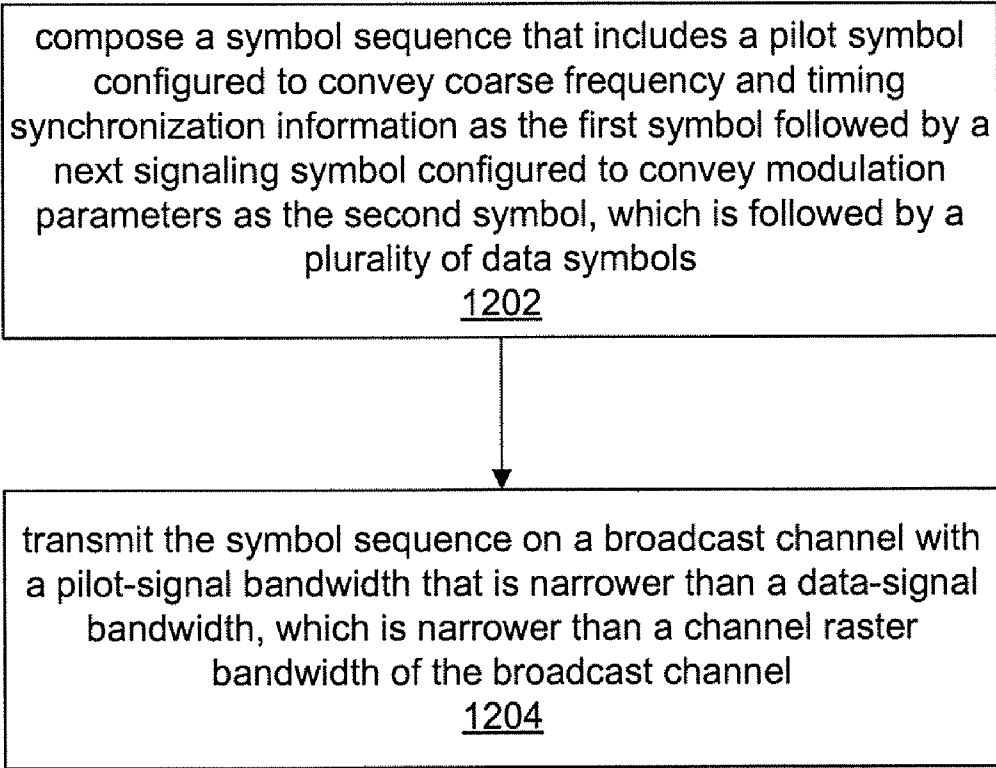 compose a symbol sequence that includes a pilot symbol
configured to convey coarse frequency and timing
synchronization information as the first symbol followed by a
next signaling symbol configured to convey modulation
parameters as the second symbol, which is followed by a
plurality of data symbols
1202
transmit the symbol sequence on a broadcast channel with
a pilot-signal bandwidth that is narrower than a data-signal
bandwidth, which is narrower than a channel raster
bandwidth of the broadcast channel
1204